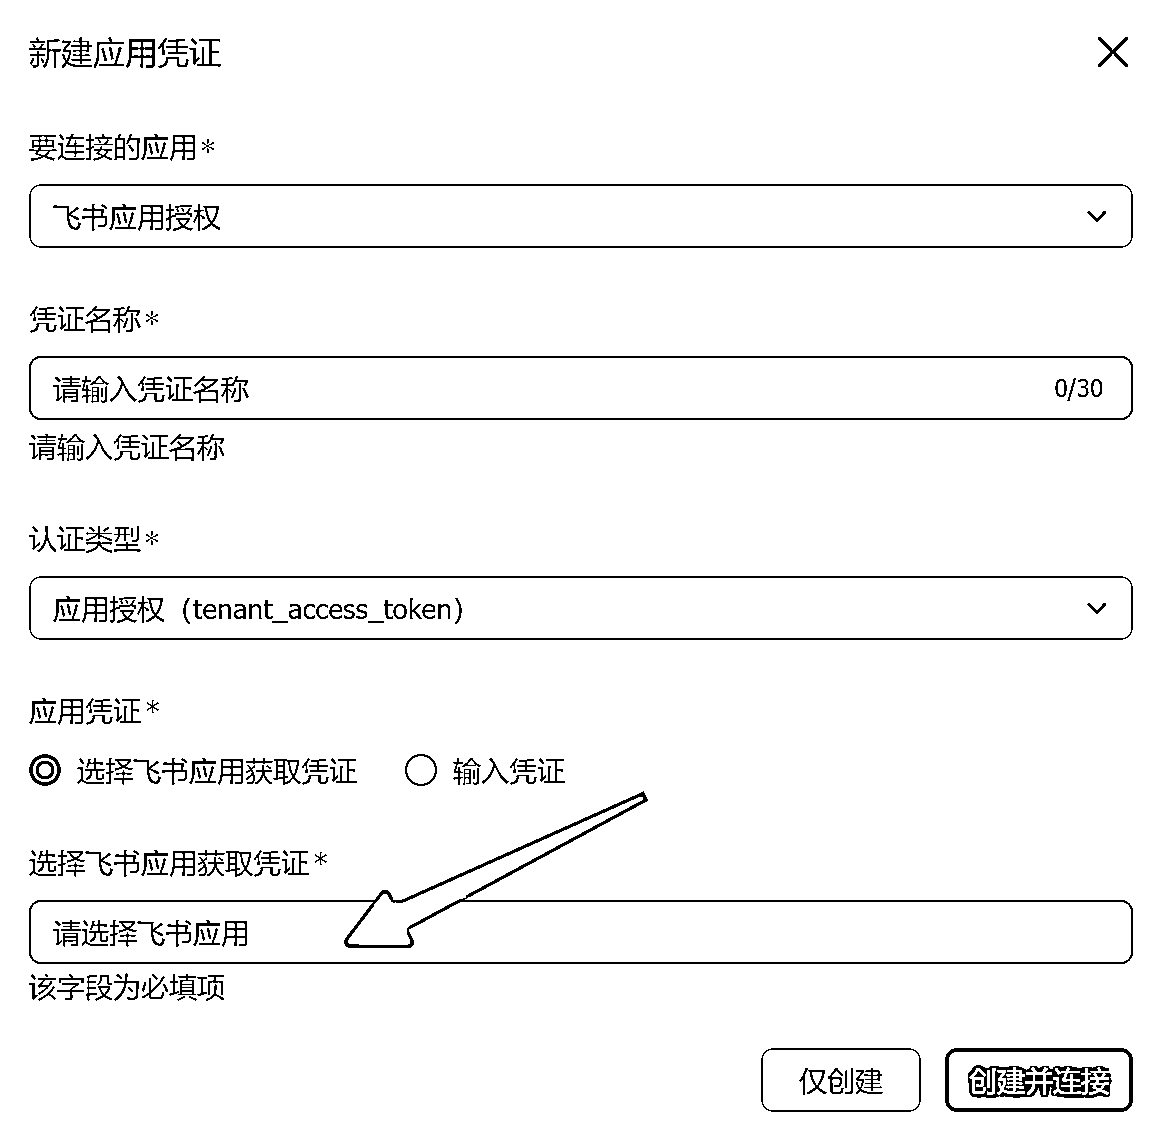 新建应用凭证
要连接的应用*
飞书应用授权
凭证名称*
请输入凭证名称 0/30
请输入凭证名称
认证类型*
应用授权（tenant_access_token）
应用凭证*
选择飞书应用获取凭证 输入凭证
选择飞书应用获取凭证*
请选择飞书应用
该字段为必填项
仅创建 创建并连接